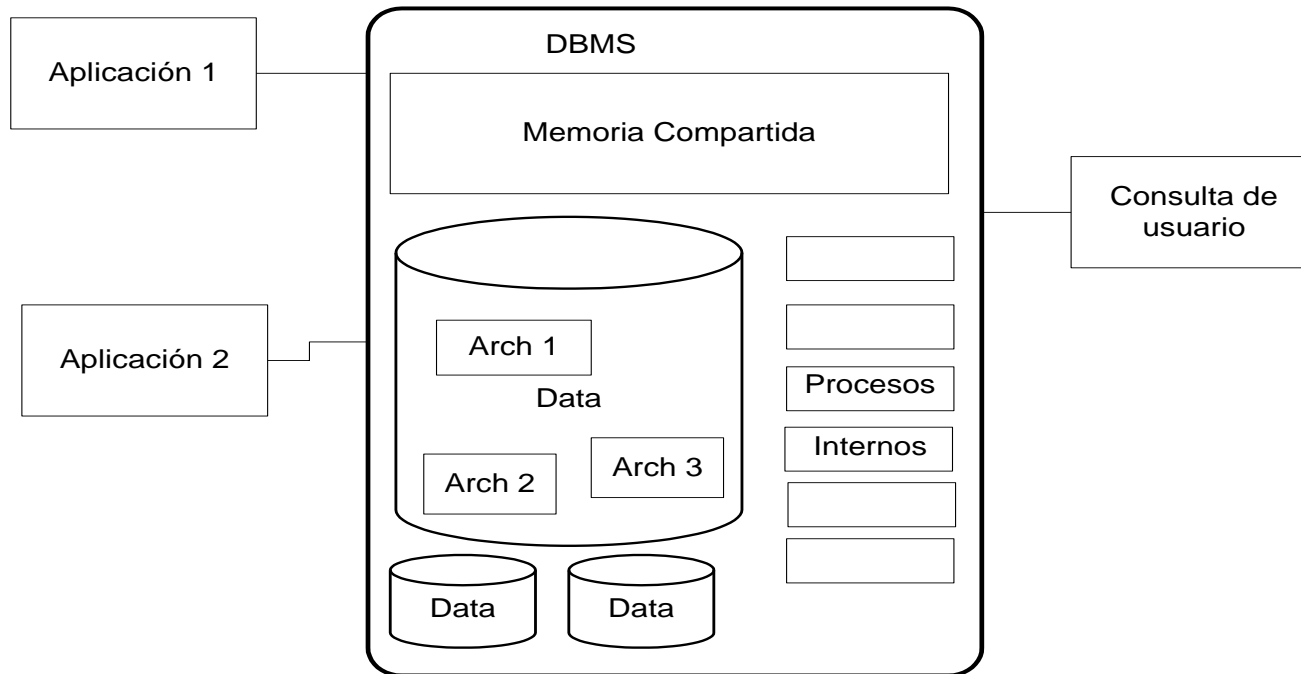 DBMS
Aplicación 1
Memoria Compartida
Consulta de
usuario
Aplicación 2
Arch 1
Data
Arch 2
Arch 3
Procesos
Internos
Data
Data